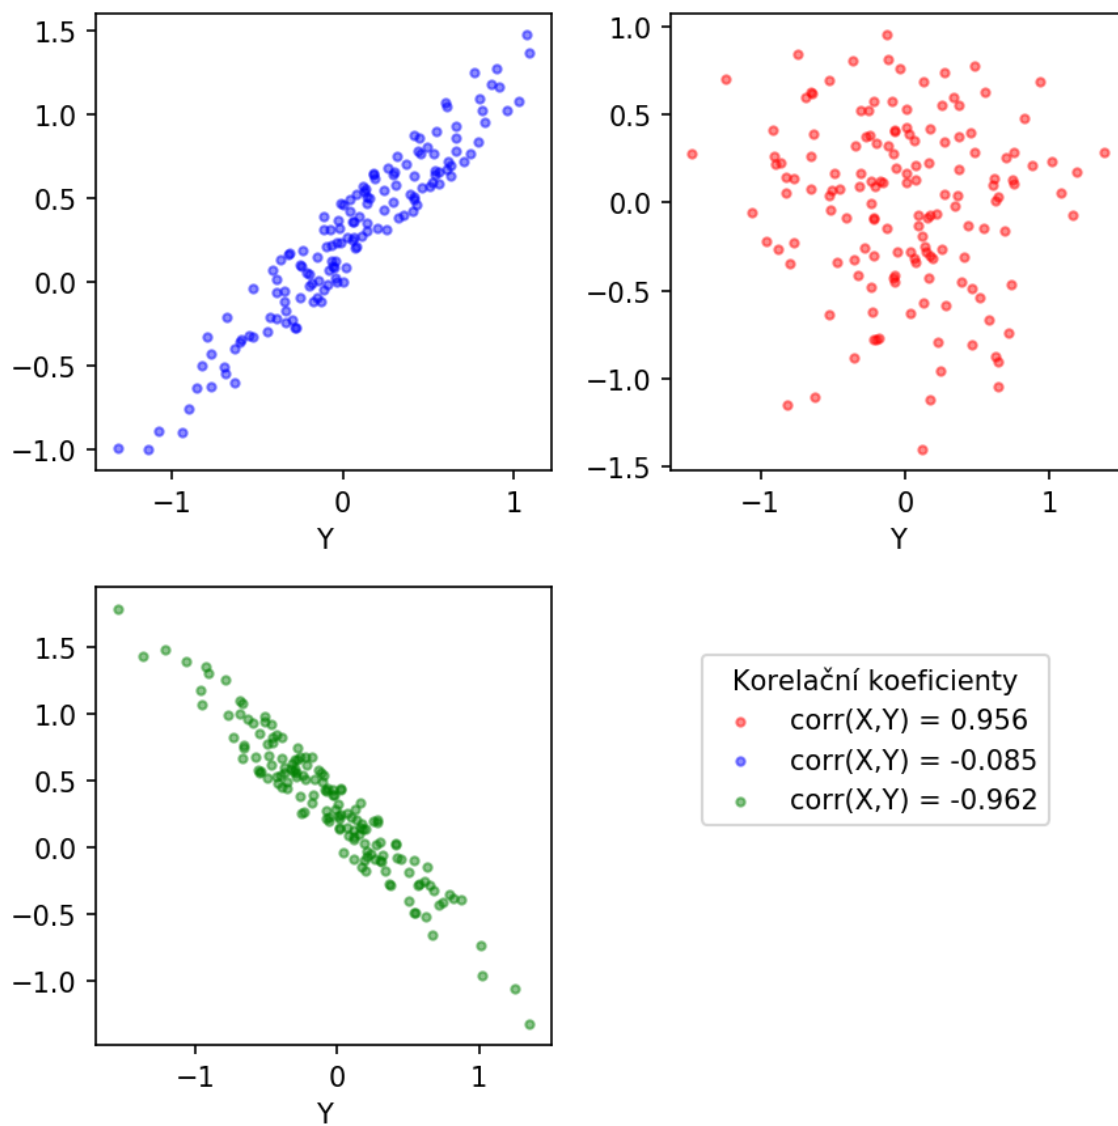 1.5
1.0
0.5
0.0
−0.5
−1.0
−1 0 1
Y
1.0
0.5
0.0
−0.5
−1.0
−1.5
−1 0 1
Y
1.5
1.0
0.5
0.0
−0.5
−1.0
−1 0 1
Y
Korelační koeficienty
corr(X,Y) = 0.956
corr(X,Y) = -0.085
corr(X,Y) = -0.962